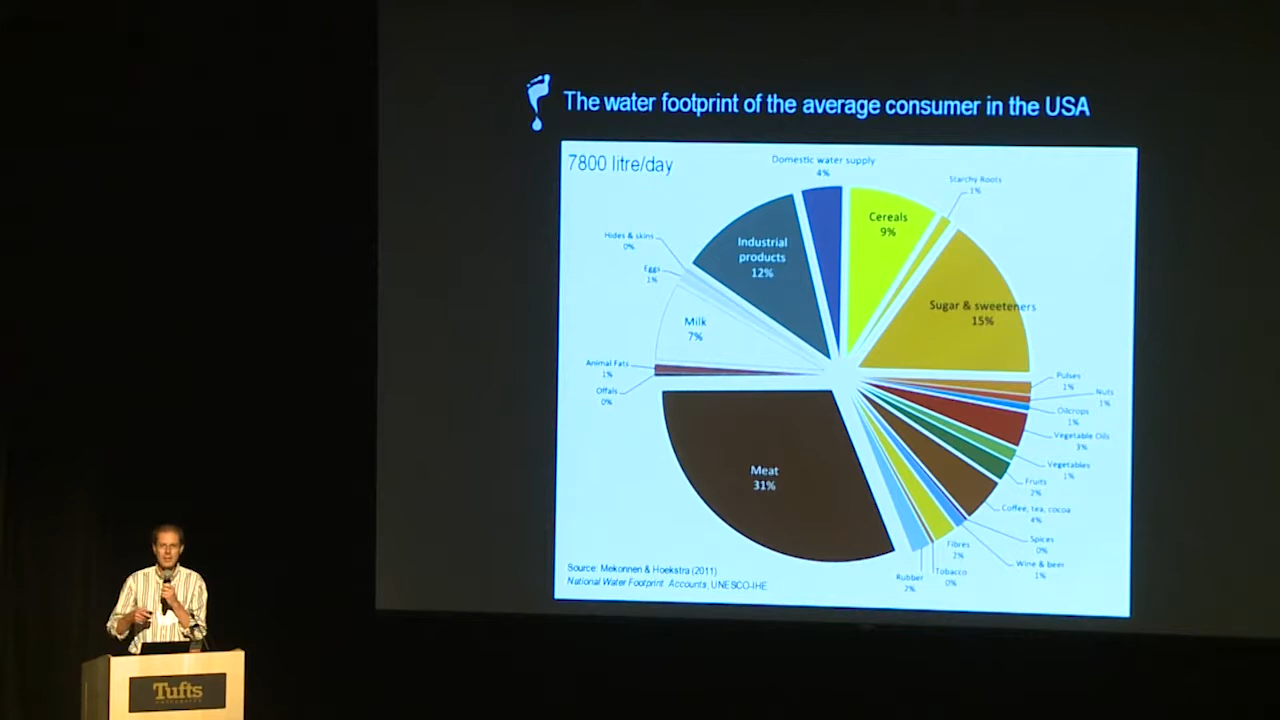 The water footprint of the average consumer in the USA
7800 litre/day
Domestic water supply
4%
Starchy Roots
1%
Cereals
9%
Hides & skins
0%
Industrial
products
12%
Eggs
1%
Sugar & sweeteners
15%
Milk
7%
Animal Fats
1%
Offals
0%
Pulses
1%
Nuts
1%
Oilcrops
1%
Vegetable Oils
3%
Vegetables
1%
Fruits
2%
Coffee, tea, cocoa
4%
Spices
0%
Wine & beer
1%
Fibres
2%
Tobacco
0%
Rubber
2%
Meat
31%
Source: Mekonnen & Hoekstra (2011)
National Water Footprint Accounts, UNESCO-IHE
Tufts